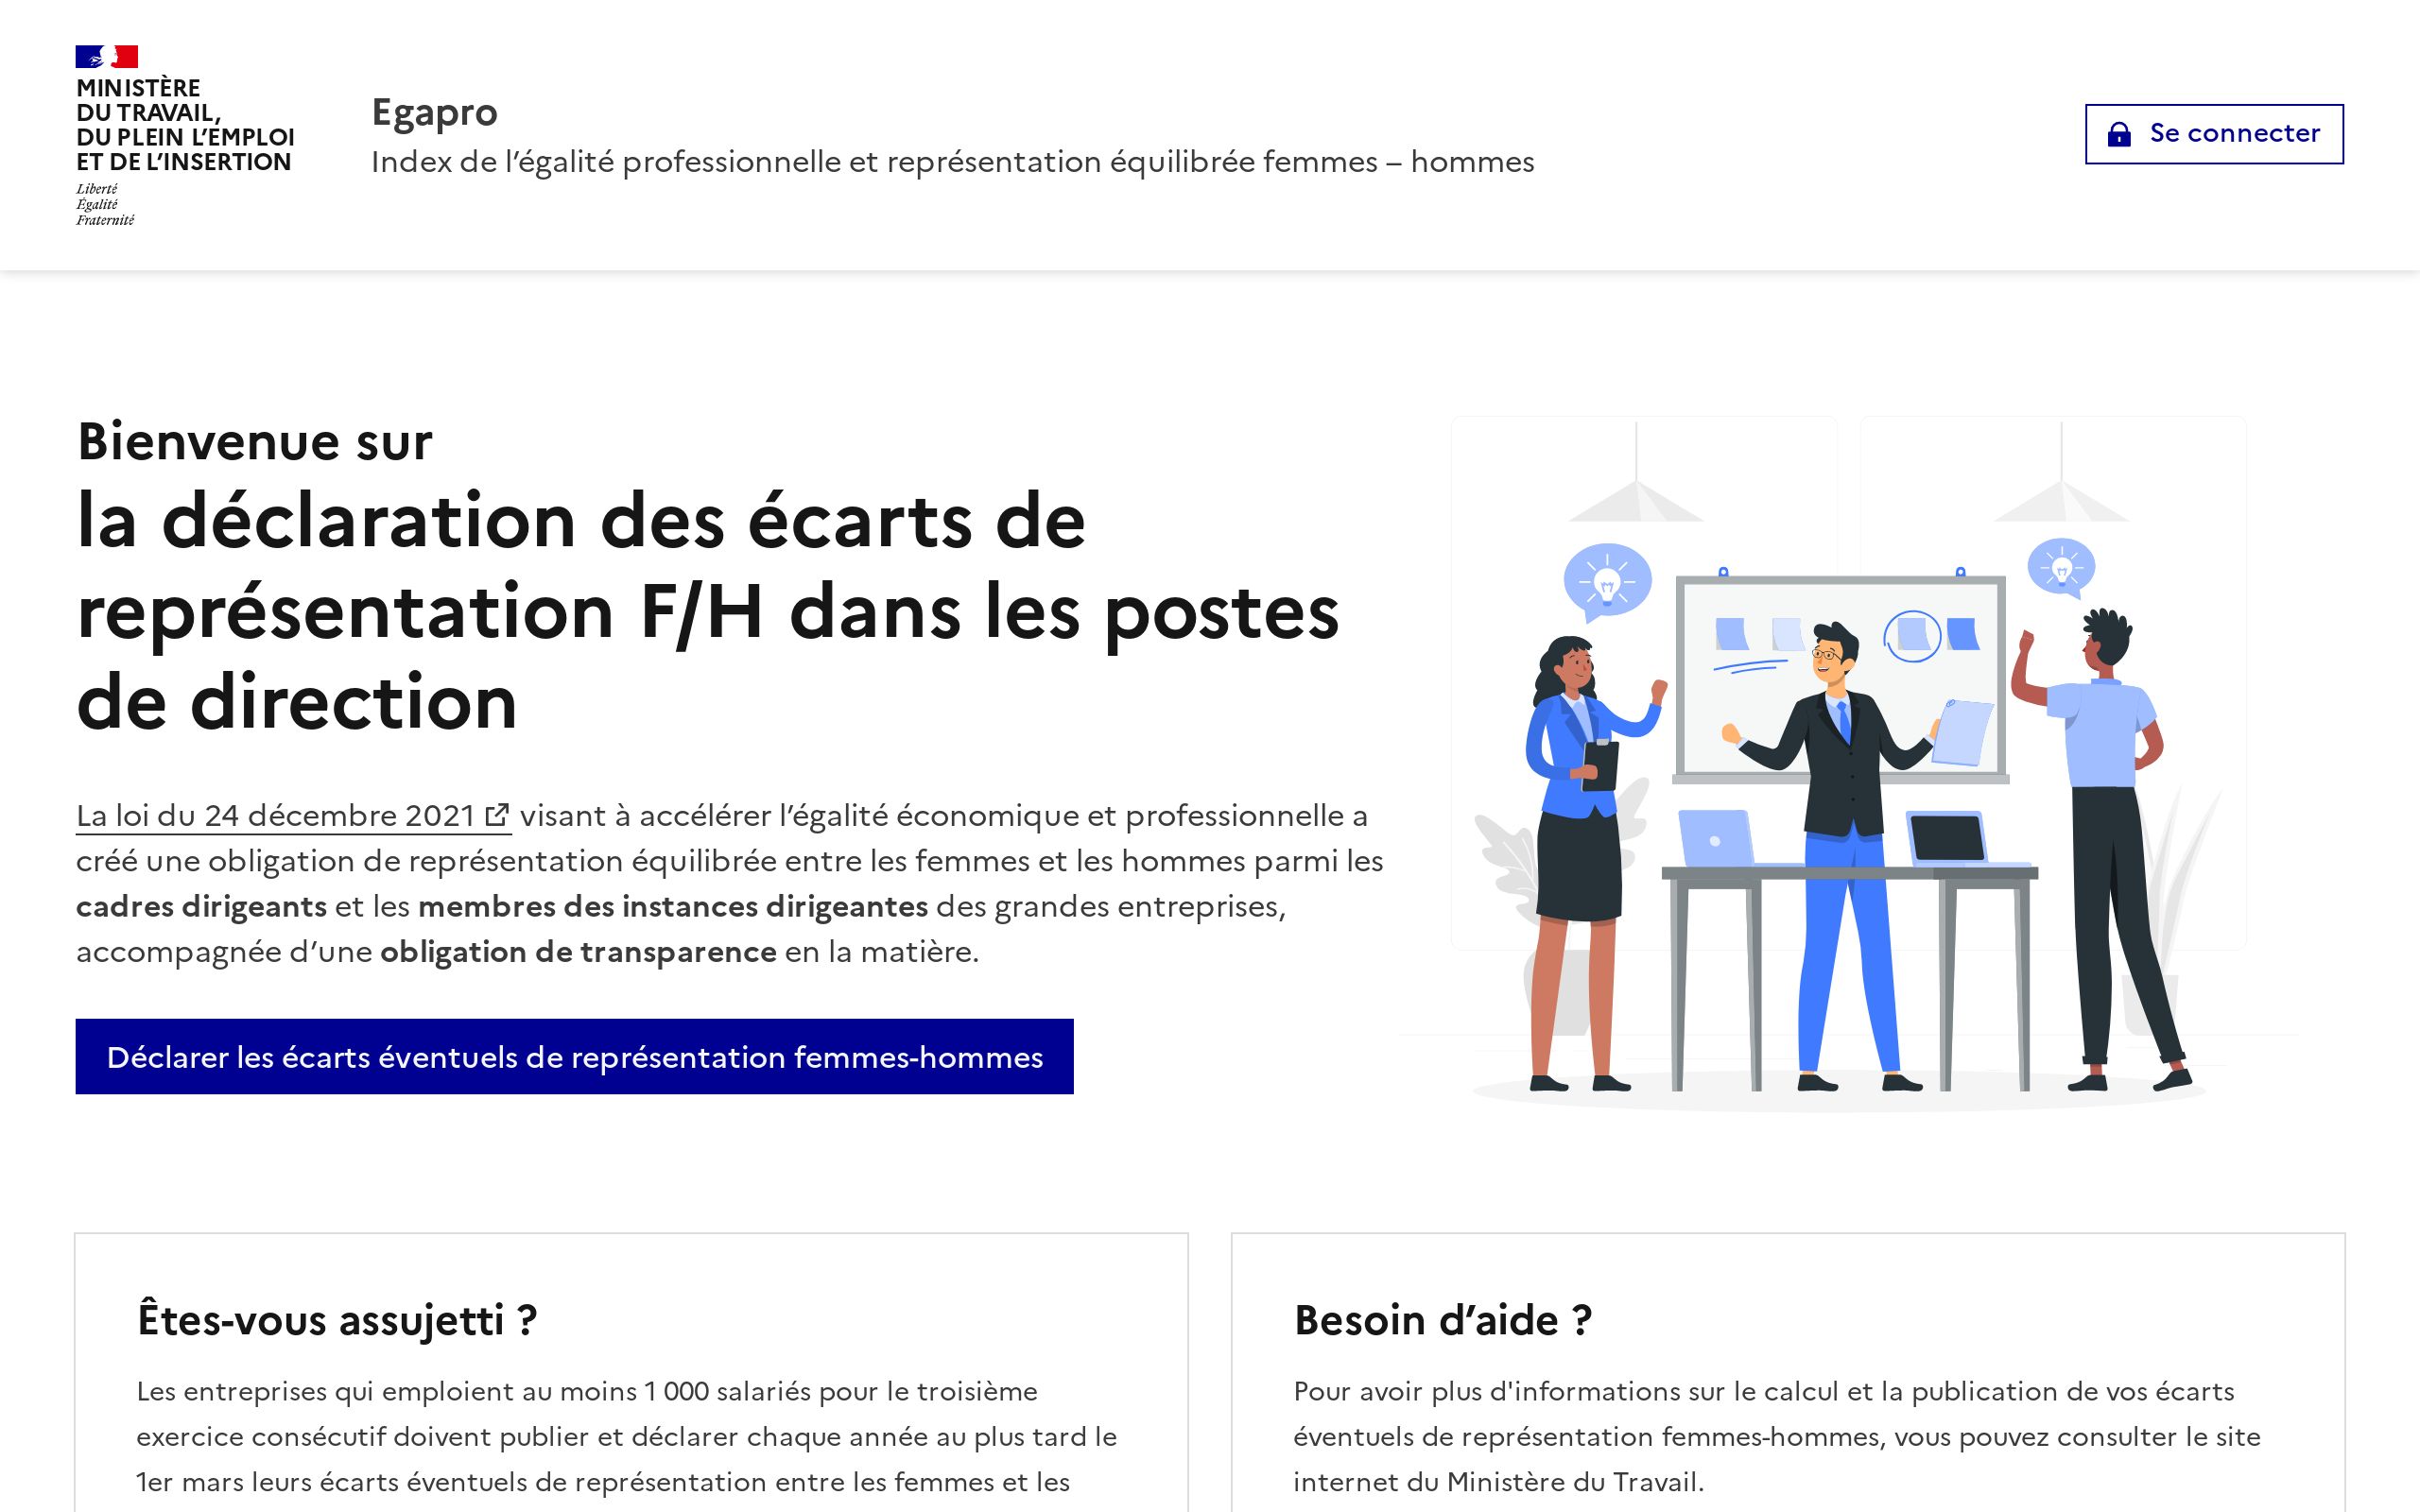 MINISTÈRE
DU TRAVAIL,
DU PLEIN L’EMPLOI
ET DE L’INSERTION
Liberté
Égalité
Fraternité
Egapro
Index de l’égalité professionnelle et représentation équilibrée femmes – hommes
Se connecter
Bienvenue sur
la déclaration des écarts de
représentation F/H dans les postes
de direction
La loi du 24 décembre 2021 visant à accélérer l’égalité économique et professionnelle a
créé une obligation de représentation équilibrée entre les femmes et les hommes parmi les
cadres dirigeants et les membres des instances dirigeantes des grandes entreprises,
accompagnée d’une obligation de transparence en la matière.
Déclarer les écarts éventuels de représentation femmes-hommes
Êtes-vous assujetti ?
Les entreprises qui emploient au moins 1 000 salariés pour le troisième
exercice consécutif doivent publier et déclarer chaque année au plus tard le
1er mars leurs écarts éventuels de représentation entre les femmes et les
Besoin d’aide ?
Pour avoir plus d'informations sur le calcul et la publication de vos écarts
éventuels de représentation femmes-hommes, vous pouvez consulter le site
internet du Ministère du Travail.